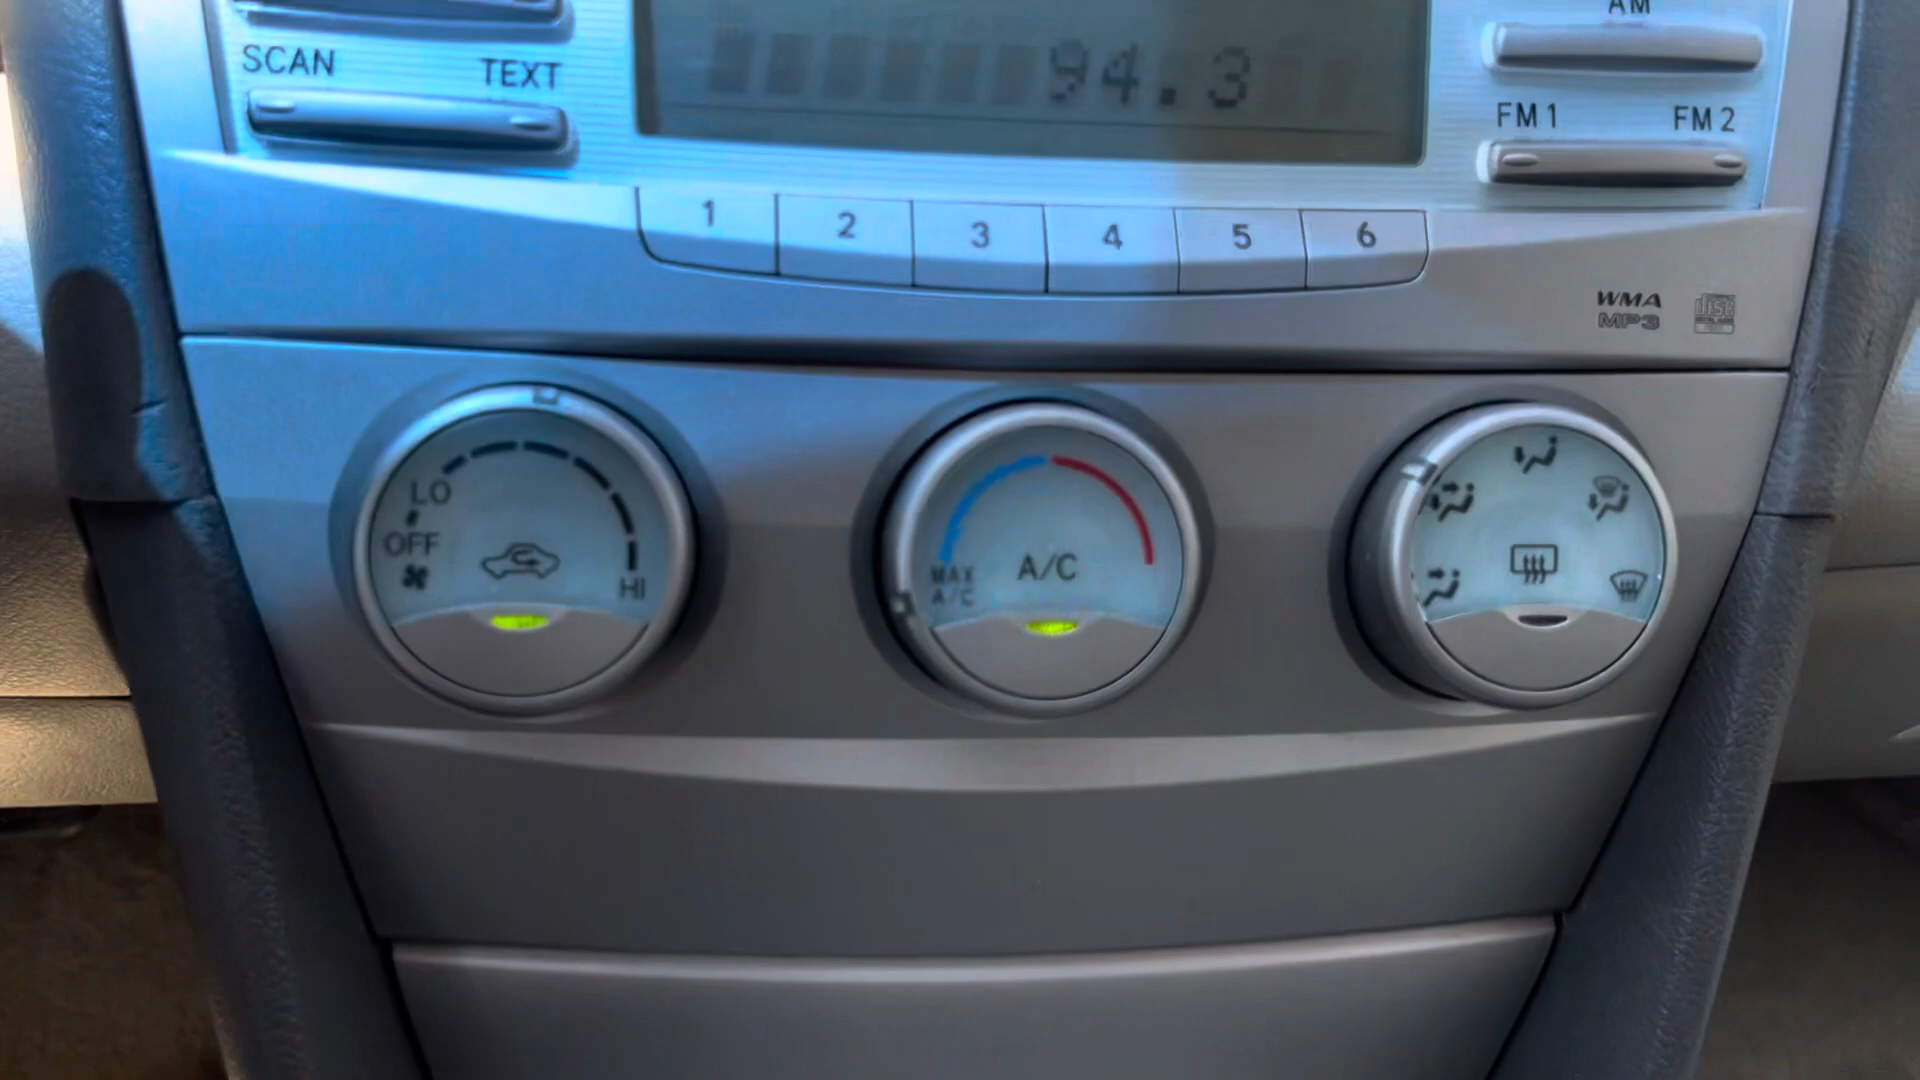 AM
SCAN TEXT
94.3
FM 1 FM 2
1 2 3 4 5 6
WMA
MP3
DISC
LO
OFF
HI
A/C
MAX
A/C